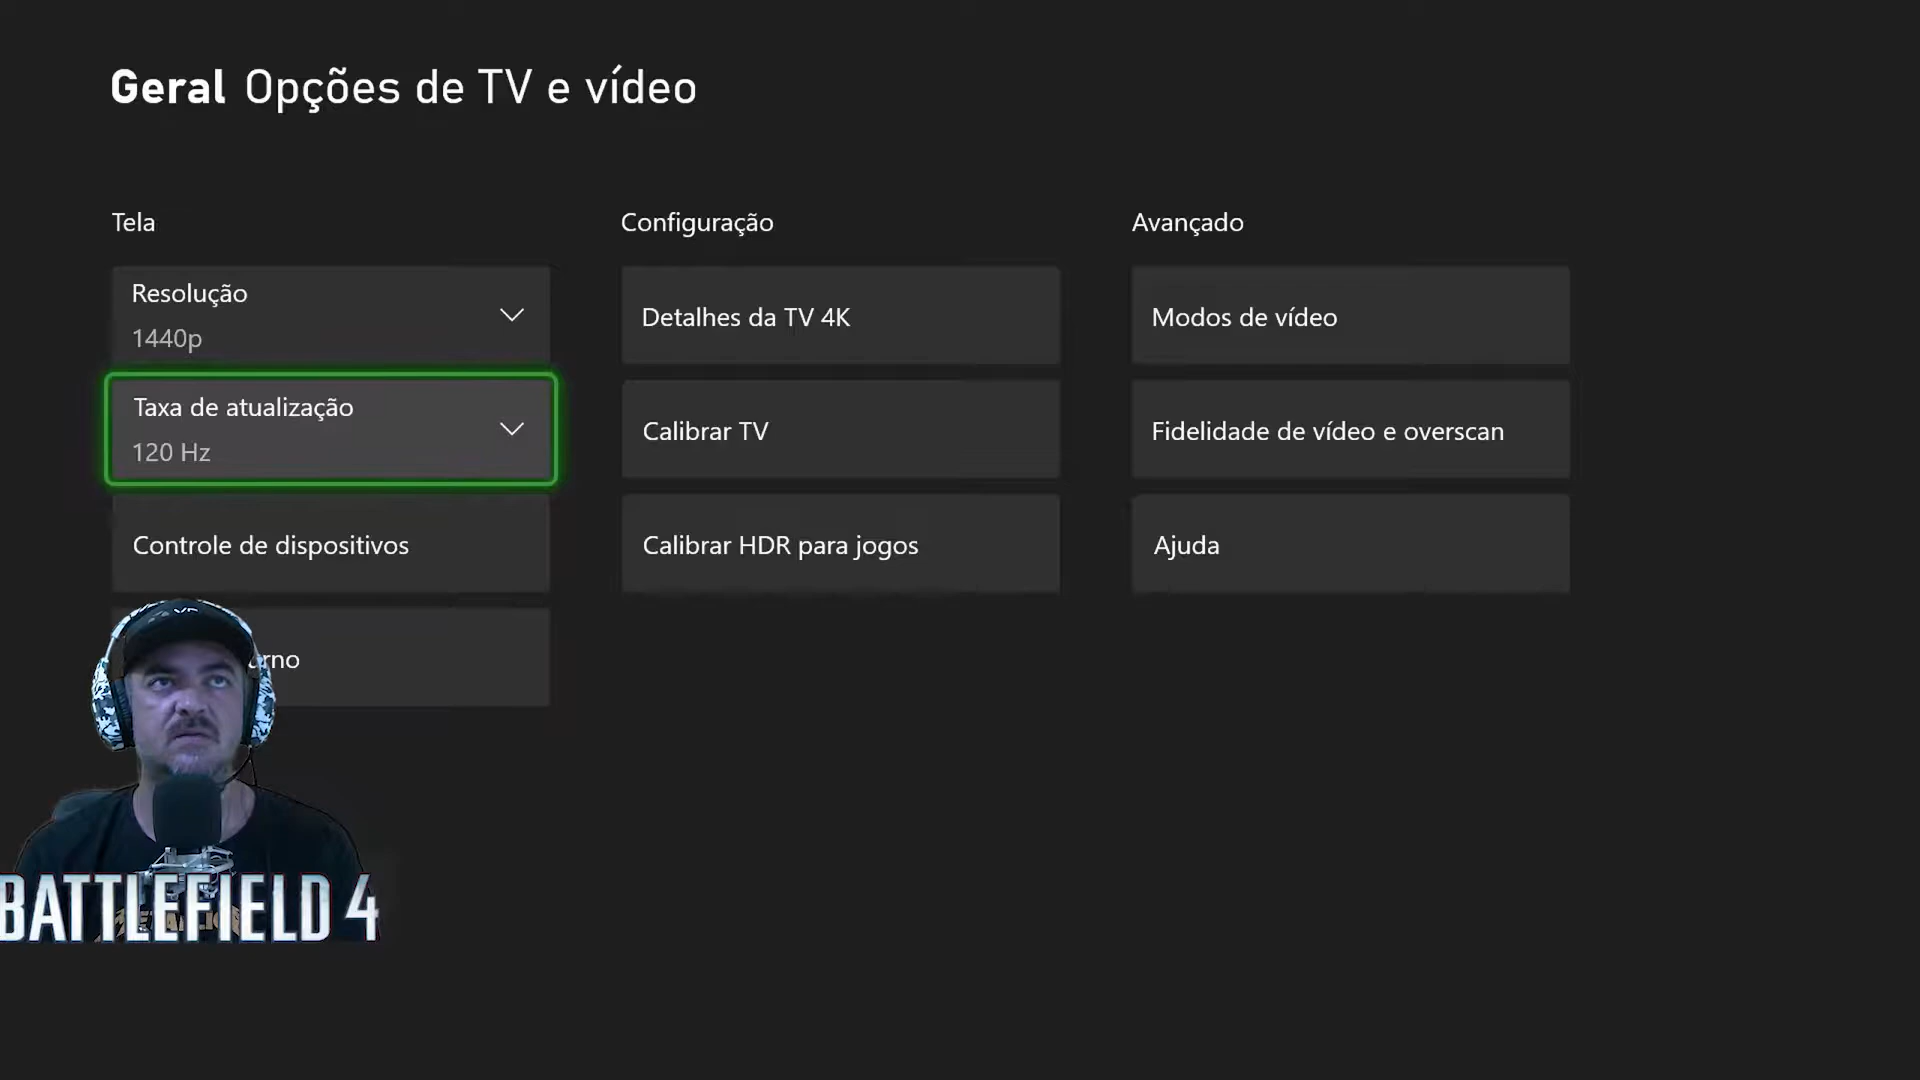 Geral Opções de TV e vídeo
Tela
Resolução
1440p
Taxa de atualização
120 Hz
Controle de dispositivos
Configuração
Detalhes da TV 4K
Calibrar TV
Calibrar HDR para jogos
Avançado
Modos de vídeo
Fidelidade de vídeo e overscan
Ajuda
BATTLEFIELD 4